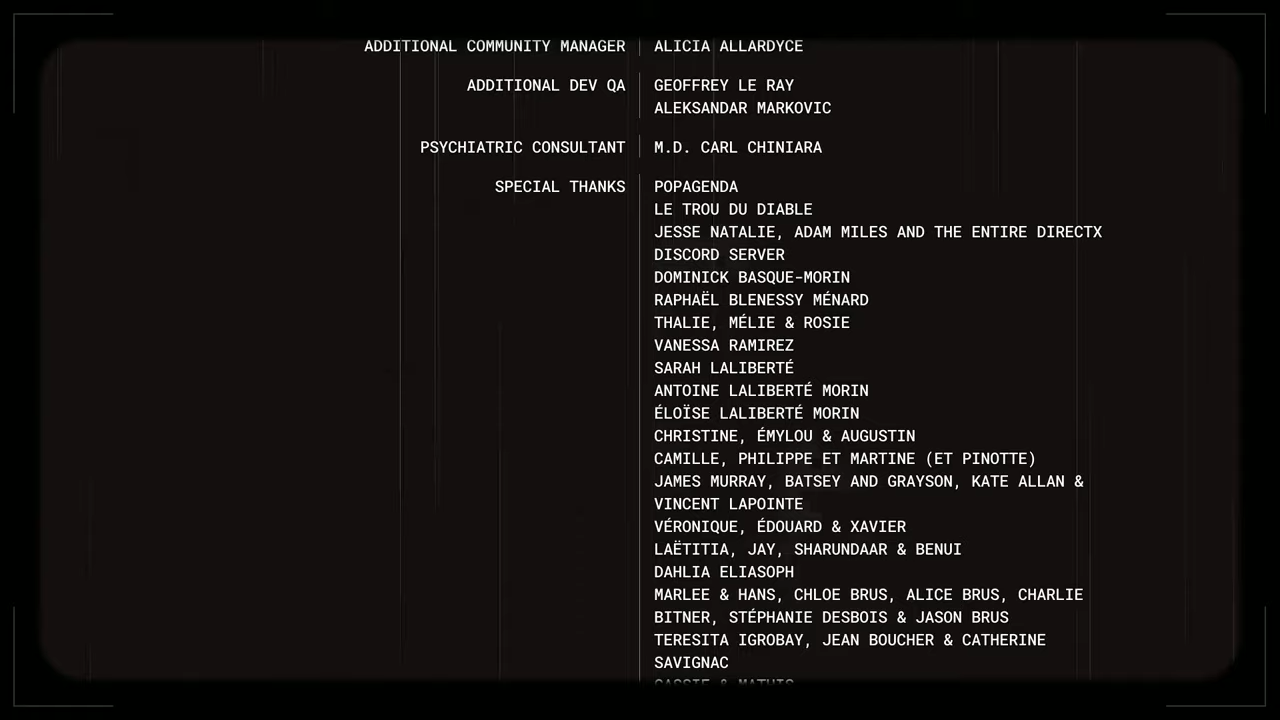 ADDITIONAL COMMUNITY MANAGER ALICIA ALLARDYCE
ADDITIONAL DEV QA GEOFFREY LE RAY
ALEKSANDAR MARKOVIC
PSYCHIATRIC CONSULTANT M.D. CARL CHINIARA
SPECIAL THANKS POPAGENDA
LE TROU DU DIABLE
JESSE NATALIE, ADAM MILES AND THE ENTIRE DIRECTX
DISCORD SERVER
DOMINICK BASQUE-MORIN
RAPHAËL BLENESSY MÉNARD
THALIE, MÉLIE & ROSIE
VANESSA RAMIREZ
SARAH LALIBERTÉ
ANTOINE LALIBERTÉ MORIN
ÉLOÏSE LALIBERTÉ MORIN
CHRISTINE, ÉMYLOU & AUGUSTIN
CAMILLE, PHILIPPE ET MARTINE (ET PINOTTE)
JAMES MURRAY, BATSEY AND GRAYSON, KATE ALLAN &
VINCENT LAPOINTE
VÉRONIQUE, ÉDOUARD & XAVIER
LAËTITIA, JAY, SHARUNDAAR & BENUI
DAHLIA ELIASOPH
MARLEE & HANS, CHLOE BRUS, ALICE BRUS, CHARLIE
BITNER, STÉPHANIE DESBOIS & JASON BRUS
TERESITA IGROBAY, JEAN BOUCHER & CATHERINE
SAVIGNAC